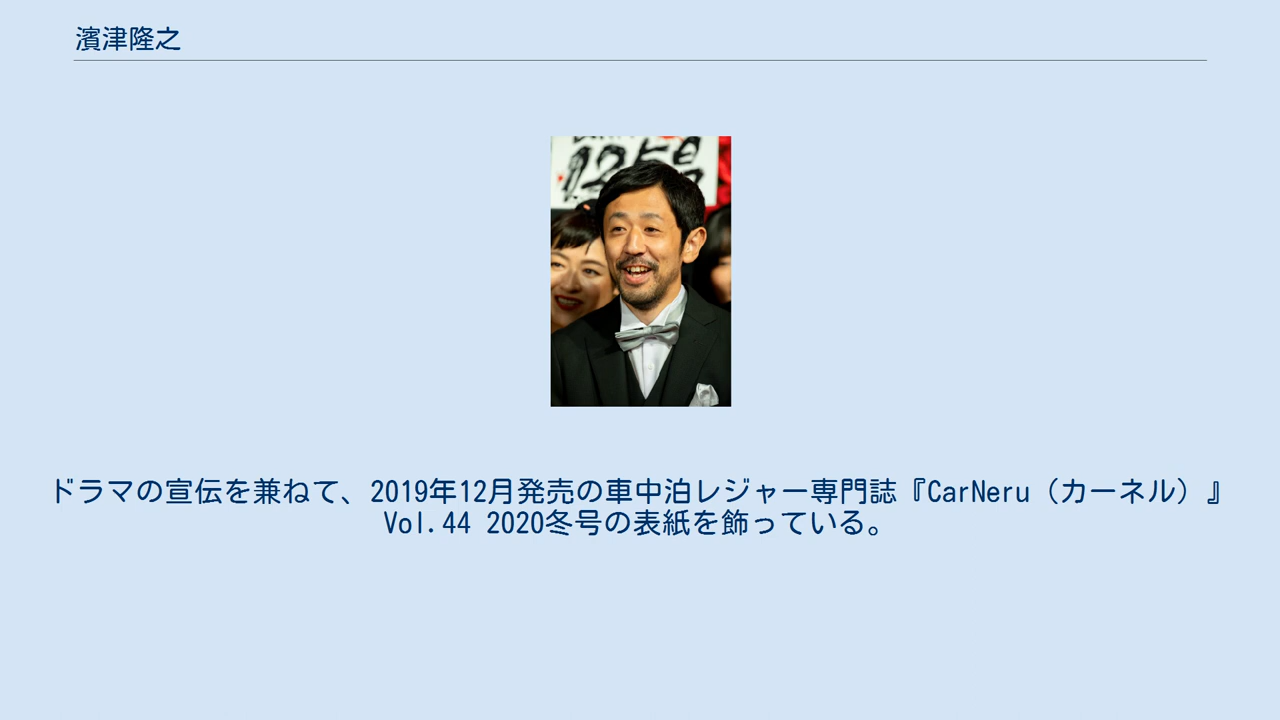 濱津隆之
ドラマの宣伝を兼ねて、2019年12月発売の車中泊レジャー専門誌『CarNeru（カーネル）』
Vol.44 2020冬号の表紙を飾っている。